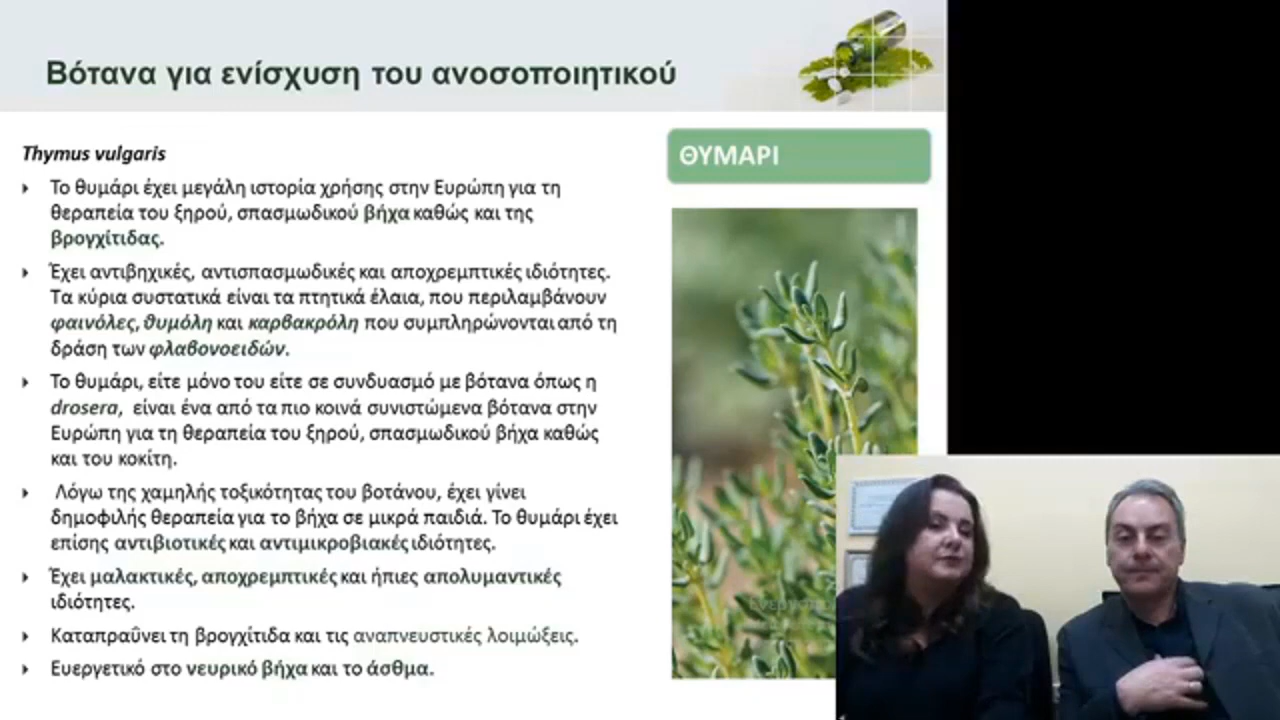 Βότανα για ενίσχυση του ανοσοποιητικού
Thymus vulgaris
Το θυμάρι έχει μεγάλη ιστορία χρήσης στην Ευρώπη για τη
θεραπεία του ξηρού, σπασμωδικού βήχα καθώς και της
βρογχίτιδας.
Έχει αντιβηχικές, αντισπασμωδικές και αποχρεμπτικές ιδιότητες.
Τα κύρια συστατικά είναι τα πτητικά έλαια, που περιλαμβάνουν
φαινόλες, θυμόλη και καρβακρόλη που συμπληρώνονται από τη
δράση των φλαβονοειδών.
Το θυμάρι, είτε μόνο του είτε σε συνδυασμό με βότανα όπως η
drosera, είναι ένα από τα πιο κοινά συνιστώμενα βότανα στην
Ευρώπη για τη θεραπεία του ξηρού, σπασμωδικού βήχα καθώς
και του κοκίτη.
Λόγω της χαμηλής τοξικότητας του βοτάνου, έχει γίνει
δημοφιλής θεραπεία για το βήχα σε μικρά παιδιά. Το θυμάρι έχει
επίσης αντιβιοτικές και αντιμικροβιακές ιδιότητες.
Έχει μαλακτικές, αποχρεμπτικές και ήπιες απολυμαντικές
ιδιότητες.
Καταπραΰνει τη βρογχίτιδα και τις αναπνευστικές λοιμώξεις.
Ευεργετικό στο νευρικό βήχα και το άσθμα.
ΘΥΜΑΡΙ